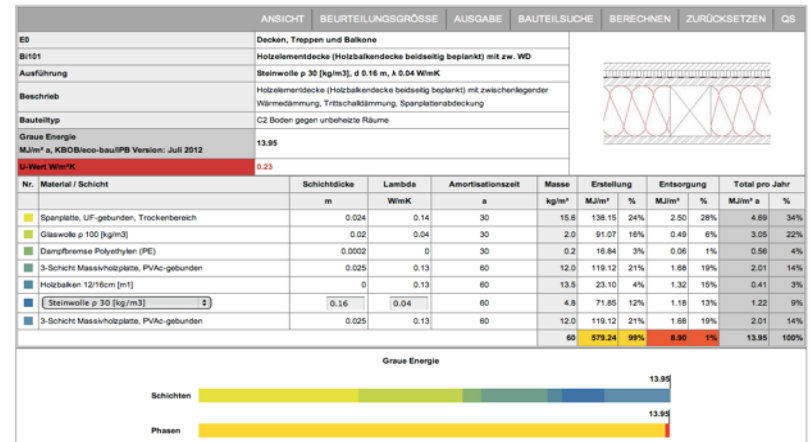 ANSICHT BEURTEILUNGSGRÖSSE AUSGABE BAUTEILSUCHE BERECHNEN ZURÜCKSETZEN QS
E0 Decken, Treppen und Balkone
Bi101 Holzelementdecke (Holzbalkendecke beidseitig beplankt) mit zw. WD
Ausführung Steinwolle ρ 30 [kg/m3], d 0.16 m, λ 0.04 W/mK
Beschrieb Holzelementdecke (Holzbalkendecke beidseitig beplankt) mit zwischenliegender
Wärmedämmung, Trittschalldämmung, Spanplattenabdeckung
Bauteiltyp C2 Boden gegen unbeheizte Räume
Graue Energie
MJ/m² a, KBOB/eco-bau/IPB Version: Juli 2012 13.95
U-Wert W/m²K 0.23
Nr. Material / Schicht Schichtdicke Lambda Amortisationszeit Masse Erstellung Entsorgung Total pro Jahr
m W/mK a kg/m² MJ/m² % MJ/m² % MJ/m² a %
Spanplatte, UF-gebunden, Trockenbereich 0.024 0.14 30 15.6 138.15 24% 2.50 28% 4.69 34%
Glaswolle ρ 100 [kg/m3] 0.02 0.04 30 2.0 91.07 16% 0.49 6% 3.05 22%
Dampfbremse Polyethylen (PE) 0.0002 0 30 0.2 16.84 3% 0.06 1% 0.56 4%
3-Schicht Massivholzplatte, PVAc-gebunden 0.025 0.13 60 12.0 119.12 21% 1.68 19% 2.01 14%
Holzbalken 12/16cm [m1] 0 0.13 60 13.5 23.10 4% 1.32 15% 0.41 3%
Steinwolle ρ 30 [kg/m3] 0.16 0.04 60 4.8 71.85 12% 1.18 13% 1.22 9%
3-Schicht Massivholzplatte, PVAc-gebunden 0.025 0.13 60 12.0 119.12 21% 1.68 19% 2.01 14%
60 579.24 99% 8.90 1% 13.95 100%
Graue Energie
13.95
Schichten
13.95
Phasen